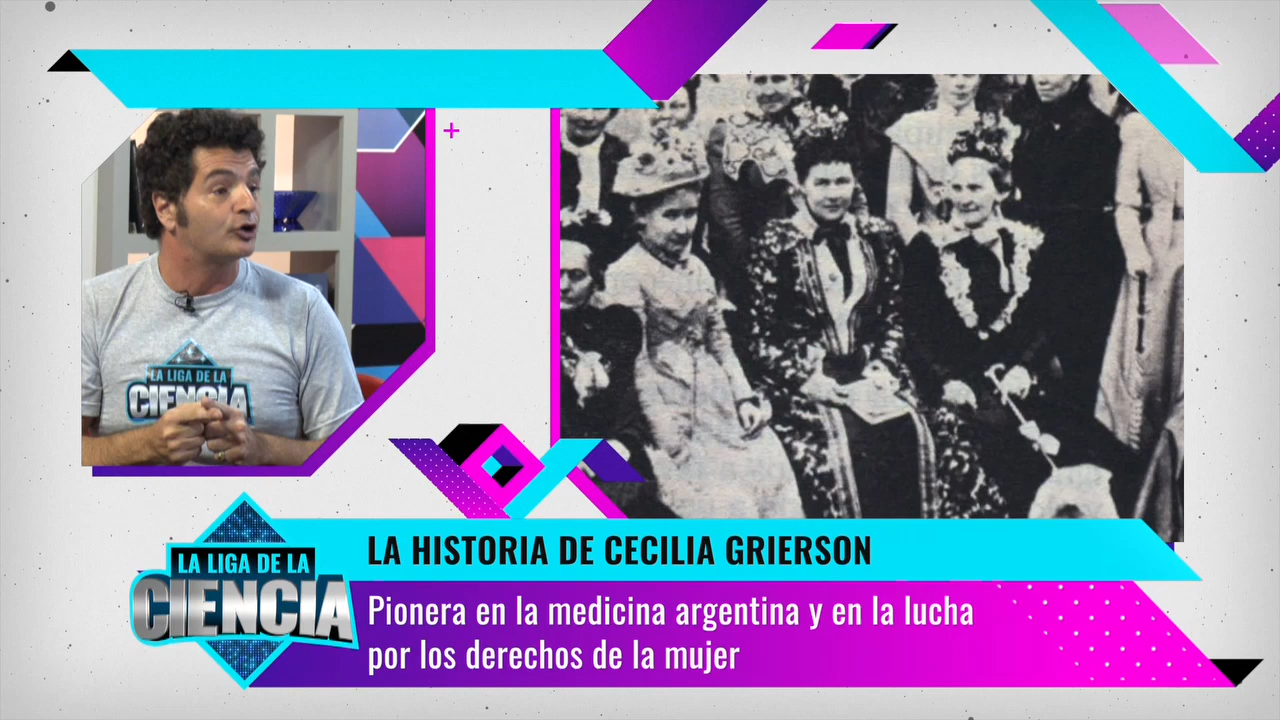 LA LIGA DE LA
CIENCIA
LA HISTORIA DE CECILIA GRIERSON
LA LIGA DE LA
CIENCIA
Pionera en la medicina argentina y en la lucha
por los derechos de la mujer